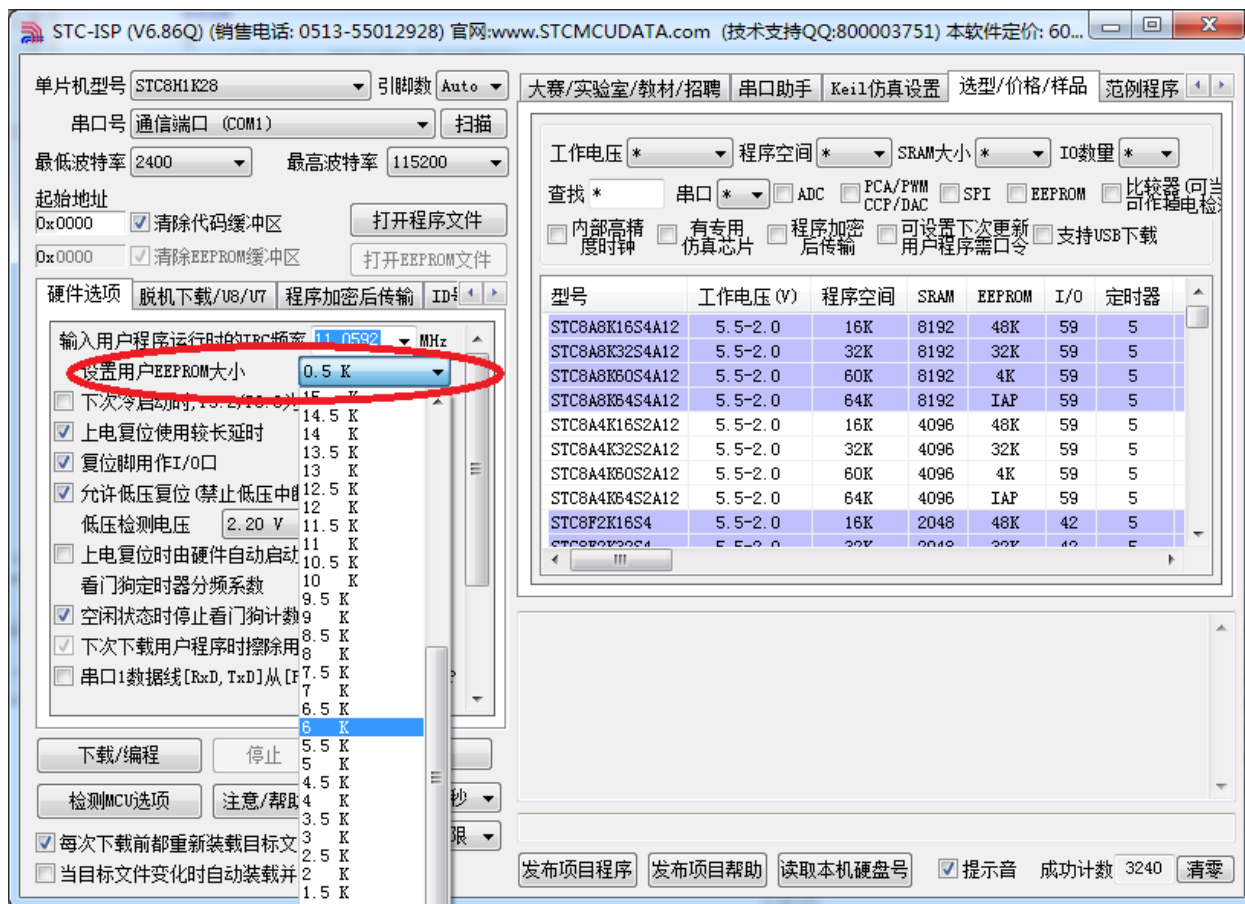 STC-ISP (V6.86Q) (销售电话: 0513-55012928) 官网:www.STCMCUDATA.com (技术支持QQ:800003751) 本软件定价: 60...
单片机型号 STC8H1K28 引脚数 Auto
串口号 通信端口 (COM1) 扫描
最低波特率 2400 最高波特率 115200
起始地址
0x0000 清除代码缓冲区 打开程序文件
0x0000 清除EEPROM缓冲区 打开EEPROM文件
硬件选项 脱机下载/U8/U7 程序加密后传输
输入用户程序运行时的IRC频率 11.0592 MHz
设置用户EEPROM大小 0.5 K
下次冷启动时,
上电复位使用较长延时
复位脚用作I/O口
允许低压复位(禁止低压中
低压检测电压 2.20 V
上电复位时由硬件自动启动
看门狗定时器分频系数
空闲状态时停止看门狗计数
下次下载用户程序时擦除用
串口1数据线[RxD,TxD]从[P
15 K
14.5 K
14 K
13.5 K
13 K
12.5 K
12 K
11.5 K
11 K
10.5 K
10 K
9.5 K
9 K
8.5 K
8 K
7.5 K
7 K
6.5 K
6 K
5.5 K
5 K
4.5 K
4 K
3.5 K
3 K
2.5 K
2 K
1.5 K
下载/编程 停止
检测MCU选项 注意/帮助 秒
每次下载前都重新装载目标文 限
当目标文件变化时自动装载并
大赛/实验室/教材/招聘 串口助手 Keil仿真设置 选型/价格/样品 范例程序
工作电压 * 程序空间 * SRAM大小 * IO数量 *
查找 * 串口 * ADC PCA/PWM CCP/DAC SPI EEPROM 比较器(可当 可作掉电检
内部高精度时钟 有专用仿真芯片 程序加密后传输 可设置下次更新用户程序需口令 支持USB下载
型号 工作电压(V) 程序空间 SRAM EEPROM I/O 定时器
STC8A8K16S4A12 5.5-2.0 16K 8192 48K 59 5
STC8A8K32S4A12 5.5-2.0 32K 8192 32K 59 5
STC8A8K60S4A12 5.5-2.0 60K 8192 4K 59 5
STC8A8K64S4A12 5.5-2.0 64K 8192 IAP 59 5
STC8A4K16S2A12 5.5-2.0 16K 4096 48K 59 5
STC8A4K32S2A12 5.5-2.0 32K 4096 32K 59 5
STC8A4K60S2A12 5.5-2.0 60K 4096 4K 59 5
STC8A4K64S2A12 5.5-2.0 64K 4096 IAP 59 5
STC8F2K16S4 5.5-2.0 16K 2048 48K 42 5
STC8F2K32S4 5.5-2.0 32K 2048 32K 42 5
发布项目程序 发布项目帮助 读取本机硬盘号 提示音 成功计数 3240 清零